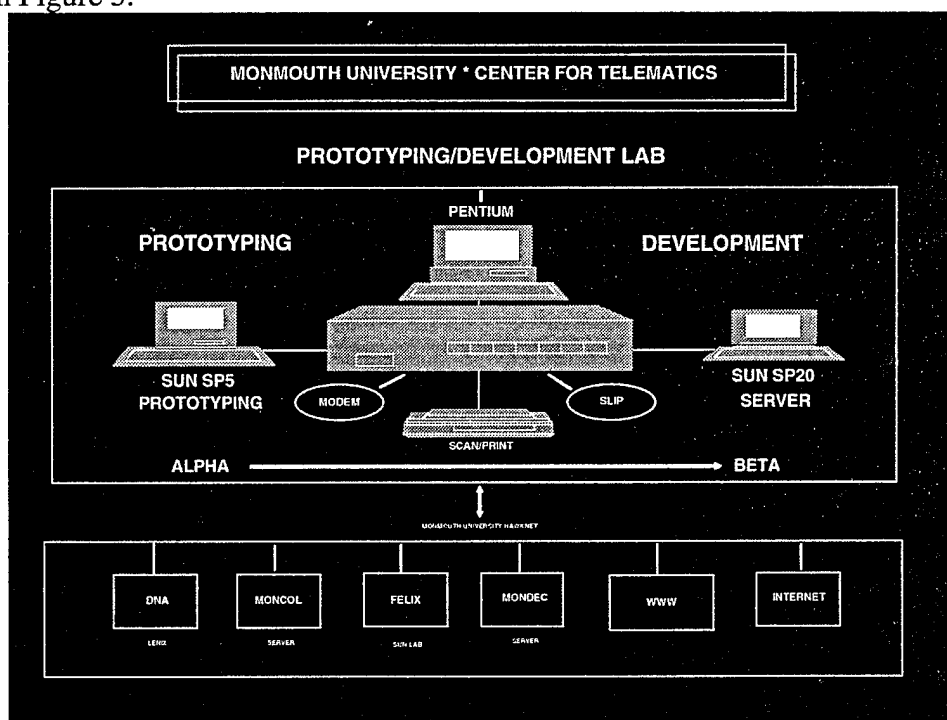 n Figure 3.
MONMOUTH UNIVERSITY * CENTER FOR TELEMATICS
PROTOTYPING/DEVELOPMENT LAB
PENTIUM
PROTOTYPING
DEVELOPMENT
SUN SP5
PROTOTYPING
SUN SP20
SERVER
MODEM
SLIP
SCAN/PRINT
ALPHA
BETA
MONMOUTH UNIVERSITY HAWKNET
DNA
MONCOL
FELIX
MONDEC
WWW
INTERNET
SERVER
SUN LAB
SERVER